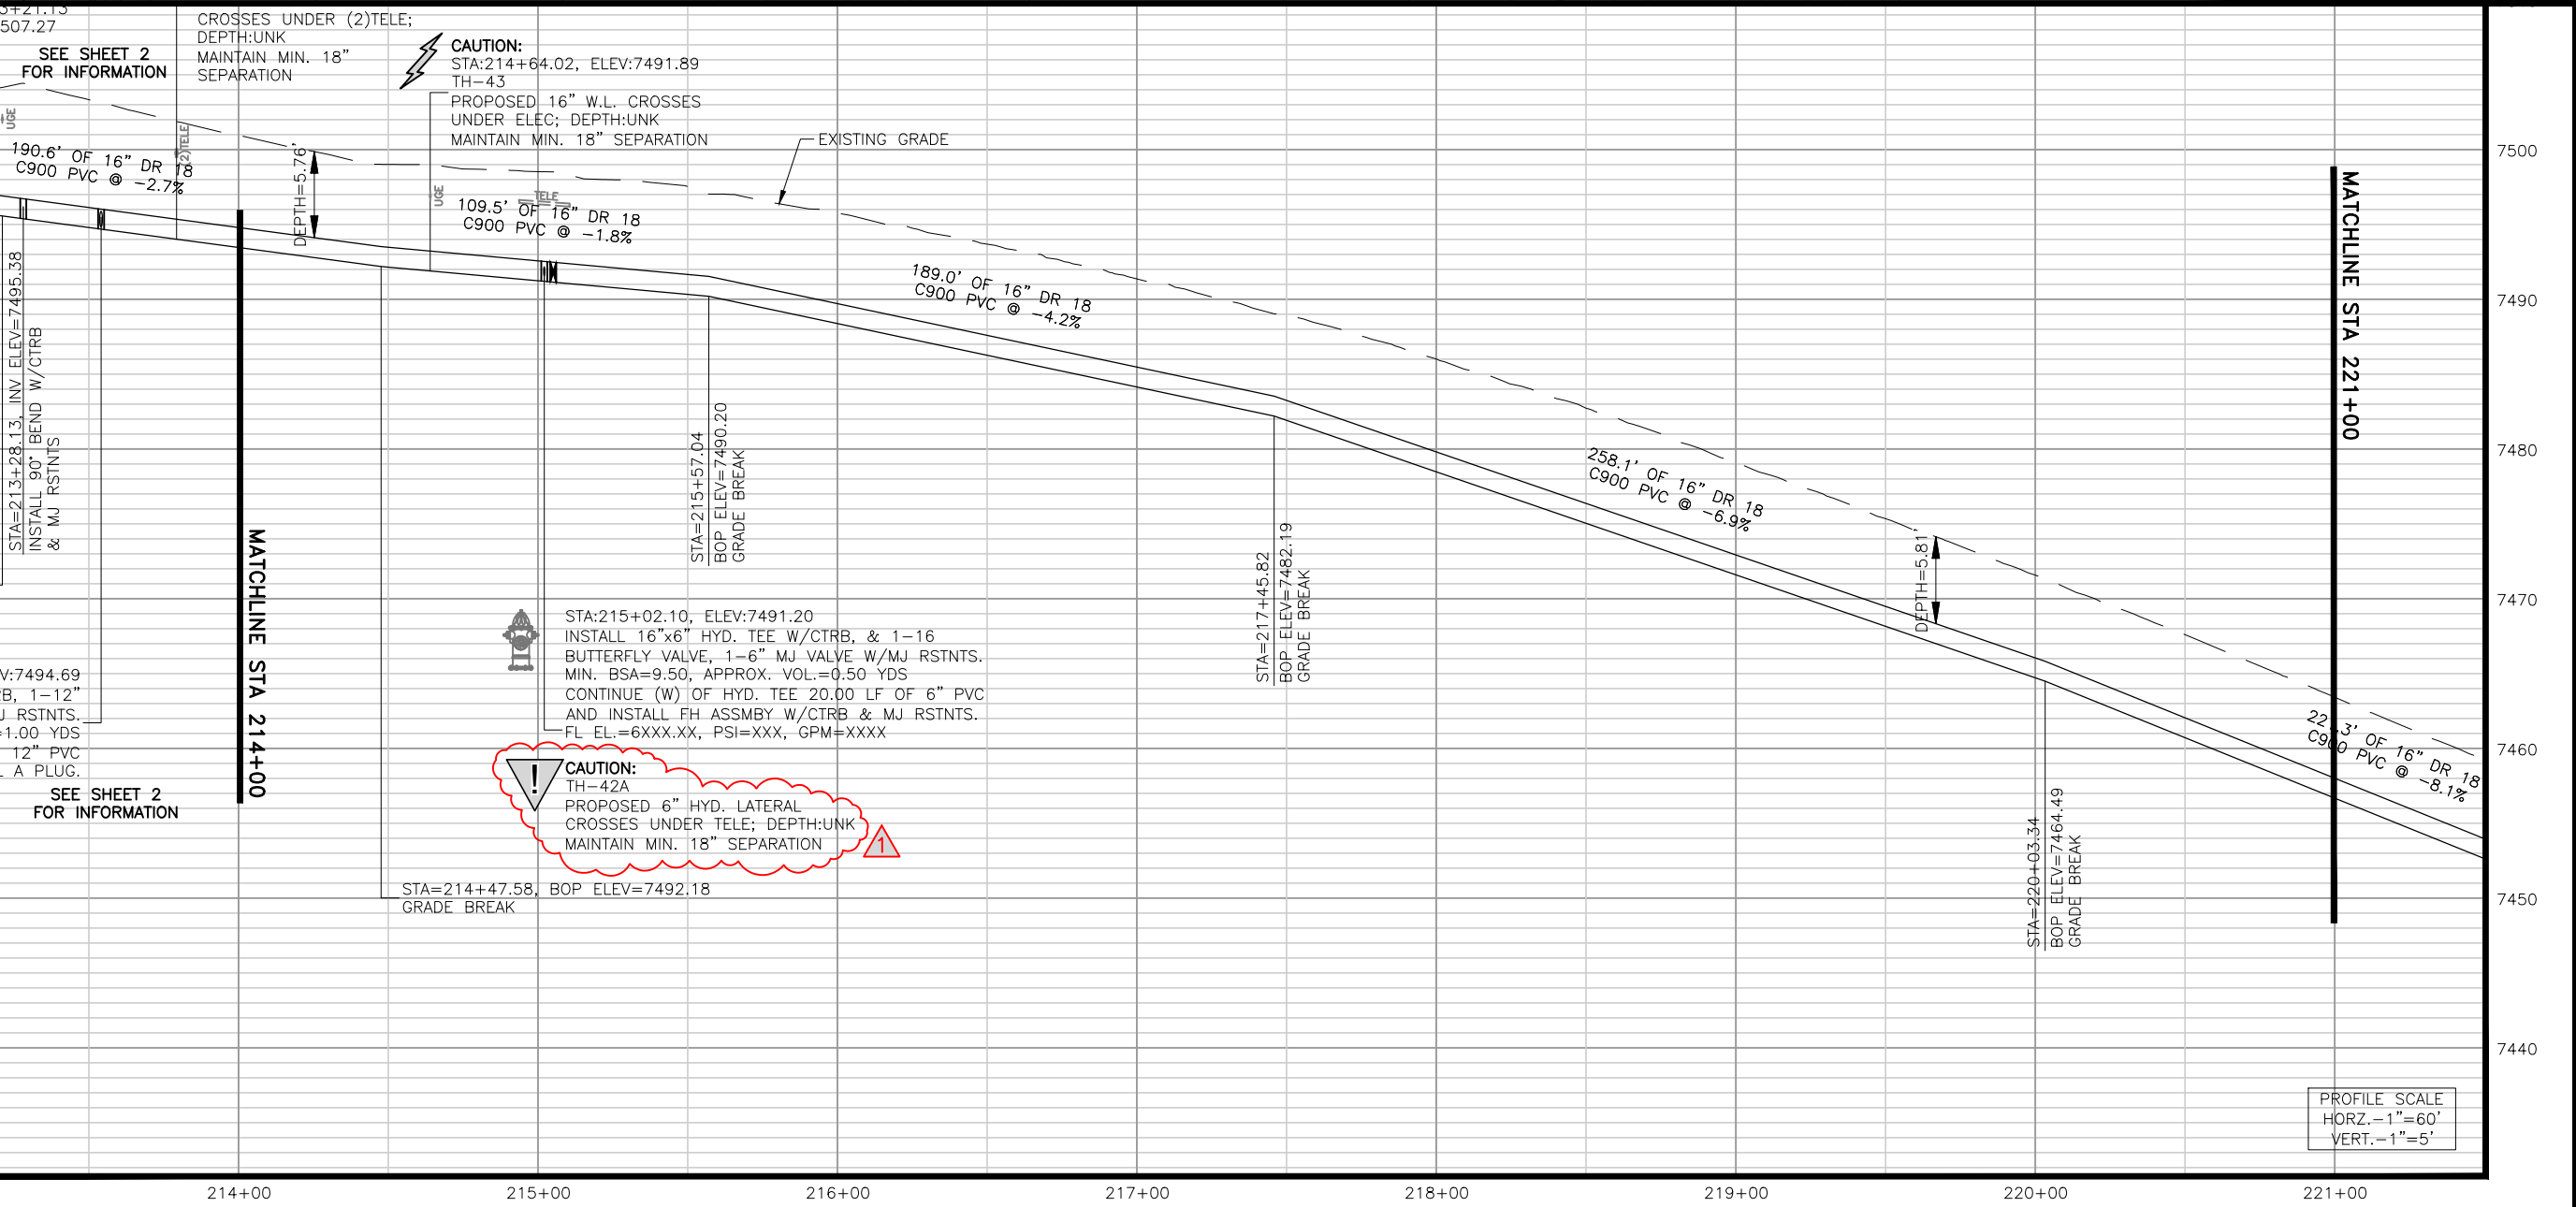 507.27
SEE SHEET 2
FOR INFORMATION
CROSSES UNDER (2)TELE;
DEPTH:UNK
MAINTAIN MIN. 18"
SEPARATION
CAUTION:
STA:214+64.02, ELEV:7491.89
TH-43
PROPOSED 16" W.L. CROSSES
UNDER ELEC; DEPTH:UNK
MAINTAIN MIN. 18" SEPARATION
EXISTING GRADE
UGE
(2)TELE
190.6' OF 16" DR 18
C900 PVC @ -2.7%
DEPTH=5.76'
UGE
TELE
109.5' OF 16" DR 18
C900 PVC @ -1.8%
189.0' OF 16" DR 18
C900 PVC @ -4.2%
258.1' OF 16" DR 18
C900 PVC @ -6.9%
DEPTH=5.81'
OF 16" DR 18
C900 PVC @ -8.1%
MATCHLINE STA 214+00
MATCHLINE STA 221+00
STA=213+28.13, INV ELEV=7495.38
INSTALL 90° BEND W/CTRB
& MJ RSTNTS
STA=215+57.04
BOP ELEV=7490.20
GRADE BREAK
STA=217+45.82
BOP ELEV=7482.19
GRADE BREAK
STA=220+03.34
BOP ELEV=7464.49
GRADE BREAK
V:7494.69
B, 1-12"
J RSTNTS.
=1.00 YDS
12" PVC
A PLUG.
SEE SHEET 2
FOR INFORMATION
STA:215+02.10, ELEV:7491.20
INSTALL 16"x6" HYD. TEE W/CTRB, & 1-16
BUTTERFLY VALVE, 1-6" MJ VALVE W/MJ RSTNTS.
MIN. BSA=9.50, APPROX. VOL.=0.50 YDS
CONTINUE (W) OF HYD. TEE 20.00 LF OF 6" PVC
AND INSTALL FH ASSMBY W/CTRB & MJ RSTNTS.
FL EL.=6XXX.XX, PSI=XXX, GPM=XXXX
!
CAUTION:
TH-42A
PROPOSED 6" HYD. LATERAL
CROSSES UNDER TELE; DEPTH:UNK
MAINTAIN MIN. 18" SEPARATION
1
STA=214+47.58, BOP ELEV=7492.18
GRADE BREAK
7500
7490
7480
7470
7460
7450
7440
PROFILE SCALE
HORZ.-1"=60'
VERT.-1"=5'
214+00
215+00
216+00
217+00
218+00
219+00
220+00
221+00